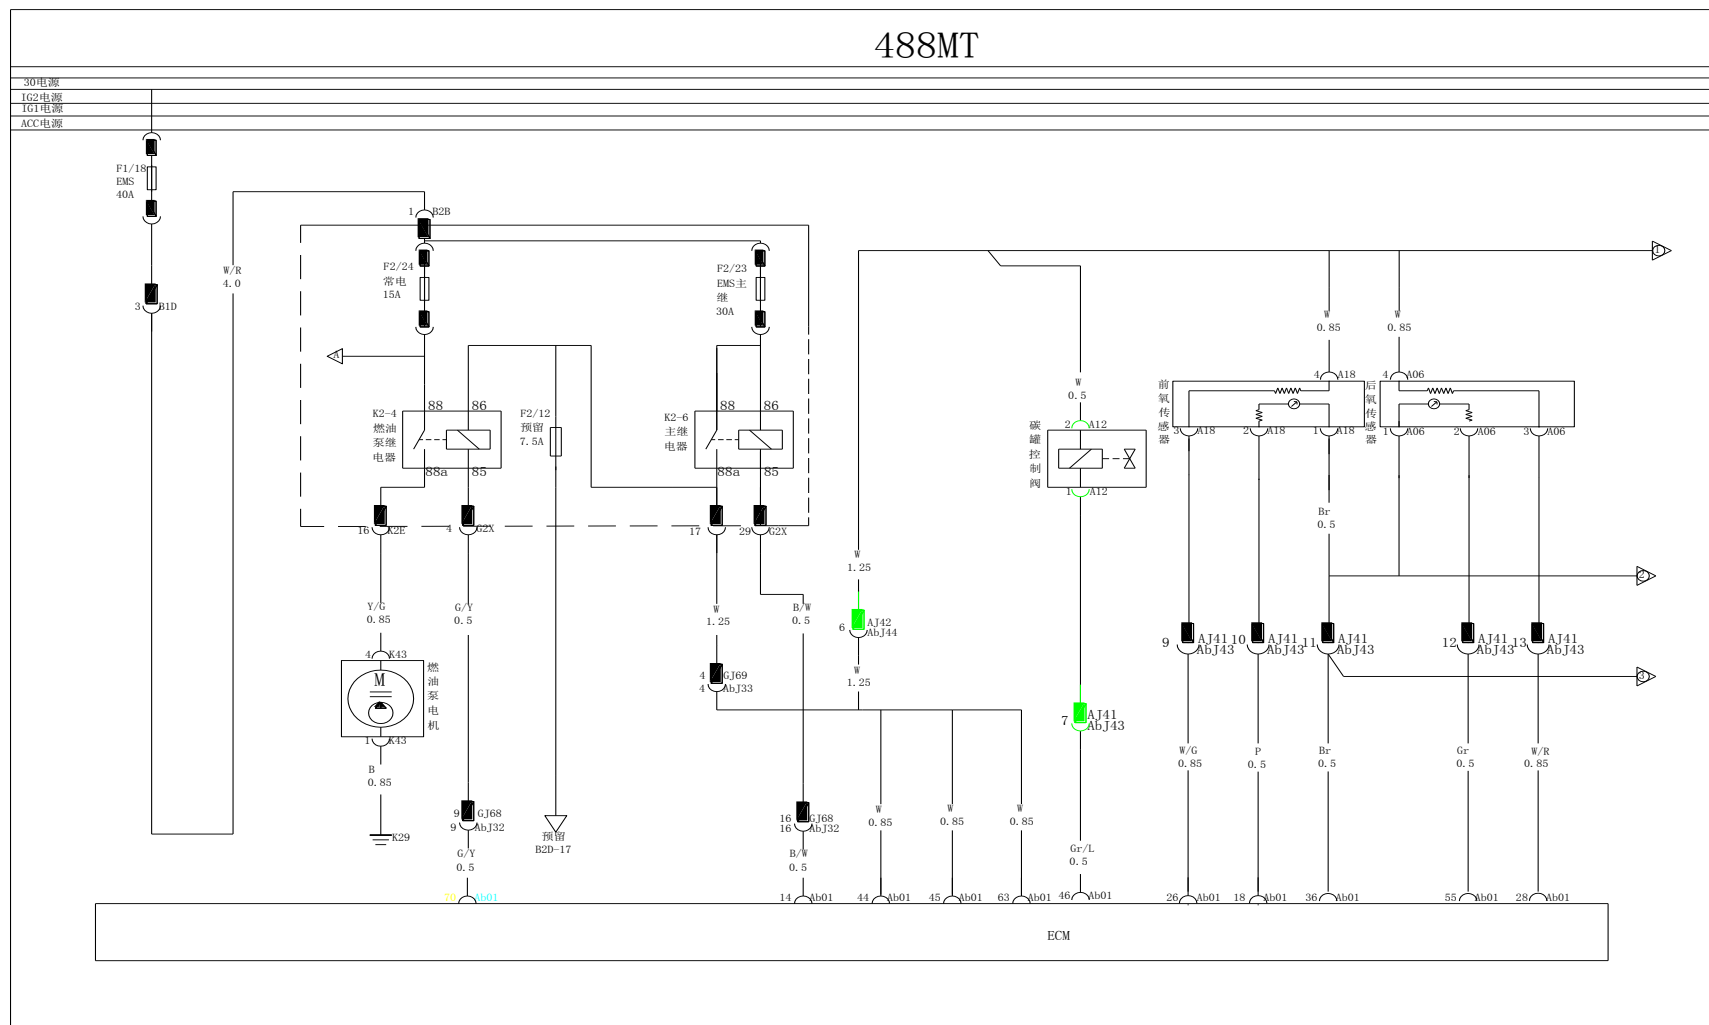 488MT
30电源
IG2电源
IG1电源
ACC电源
F1/18
EMS
40A
3 B1D
W/R
4.0
1 B2B
F2/24
常电
15A
F2/23
EMS主
继
30A
A
K2-4
燃油
泵继
电器
88 86
88a 85
F2/12
预留
7.5A
K2-6
主继
电器
88 86
88a 85
16 K2E
4 G2X
17
29 G2X
Y/G
0.85
G/Y
0.5
W
1.25
B/W
0.5
4 K43
M
燃
油
泵
电
机
1 K43
B
0.85
K29
9 GJ68
9 AbJ32
G/Y
0.5
预留
B2D-17
4 GJ69
4 AbJ33
16 GJ68
16 AbJ32
B/W
0.5
W
1.25
6 AJ42
AbJ44
W
1.25
W
0.85
W
0.85
W
0.85
1
W
0.5
2 A12
碳
罐
控
制
阀
1 A12
7 AJ41
AbJ43
Gr/L
0.5
W
0.85
W
0.85
4 A18
前
氧
传
感
器
3 A18
2 A18
1 A18
4 A06
后
氧
传
感
器
1 A06
2 A06
3 A06
Br
0.5
2
9 AJ41
AbJ43
10 AJ41
AbJ43
11 AJ41
AbJ43
12 AJ41
AbJ43
13 AJ41
AbJ43
3
W/G
0.85
P
0.5
Br
0.5
Gr
0.5
W/R
0.85
70 Ab01
14 Ab01
44 Ab01
45 Ab01
63 Ab01
46 Ab01
26 Ab01
18 Ab01
36 Ab01
55 Ab01
28 Ab01
ECM